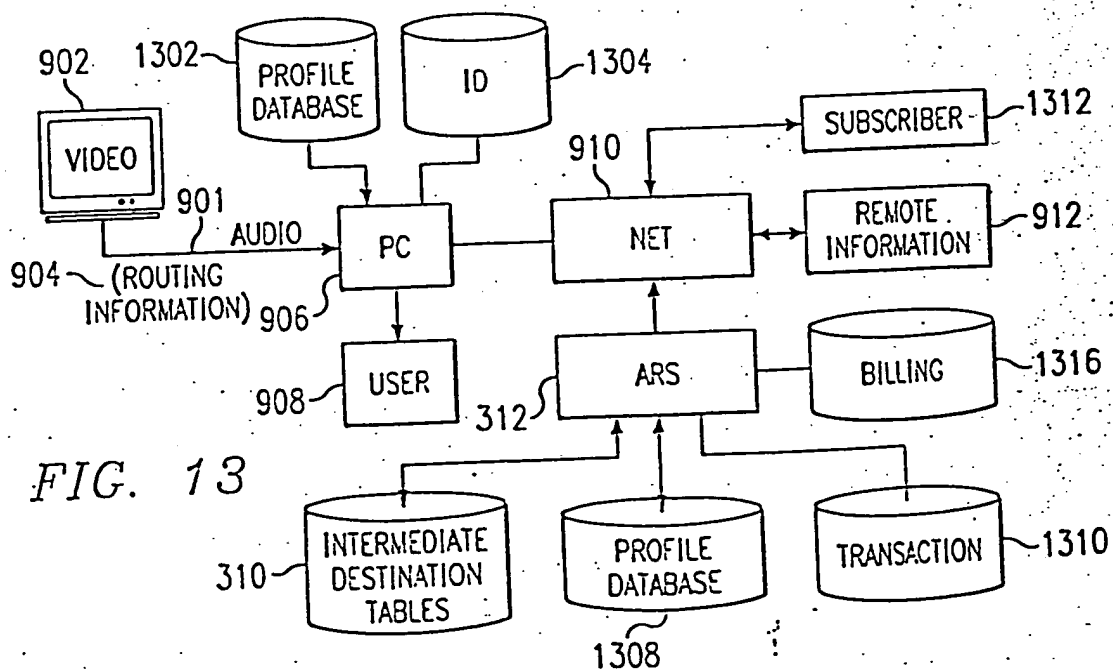 1302
PROFILE
DATABASE
ID
1304
902
VIDEO
910
SUBSCRIBER
1312
901
AUDIO
904
(ROUTING
INFORMATION)
PC
906
NET
REMOTE
INFORMATION
912
USER
908
ARS
312
BILLING
1316
FIG. 13
INTERMEDIATE
DESTINATION
TABLES
310
PROFILE
DATABASE
1308
TRANSACTION
1310